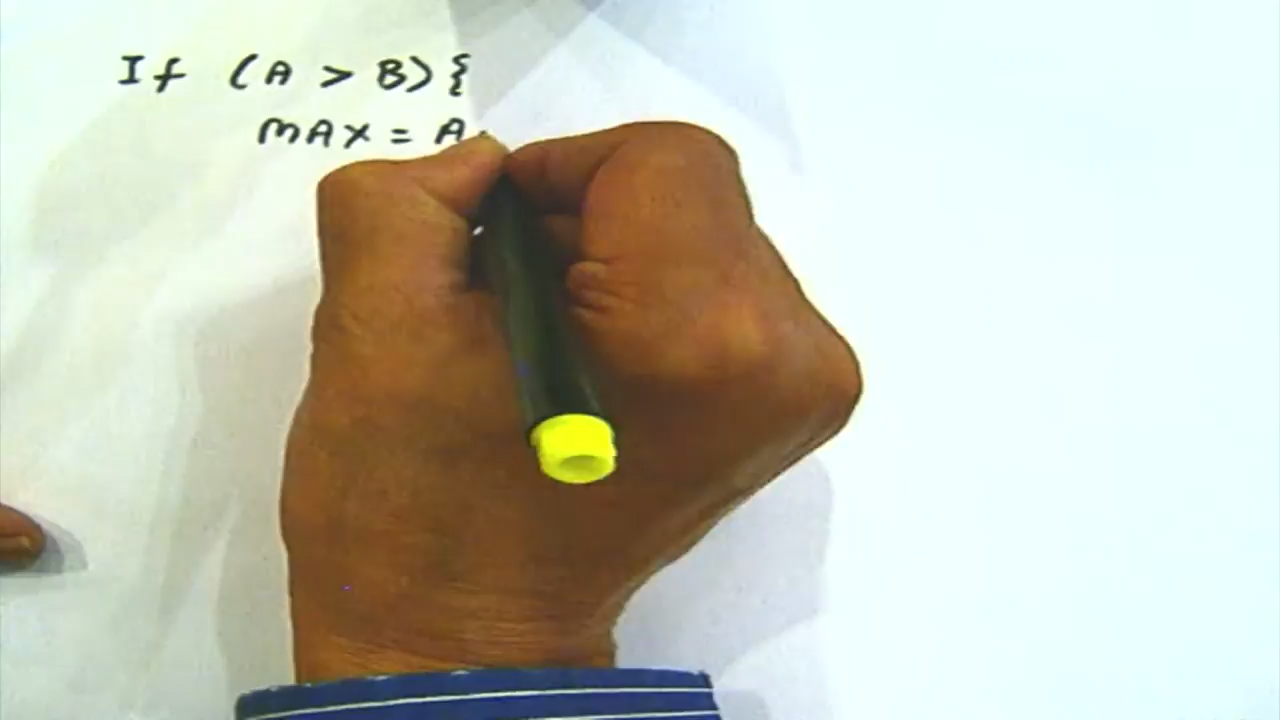 If (A > B){
MAX = A